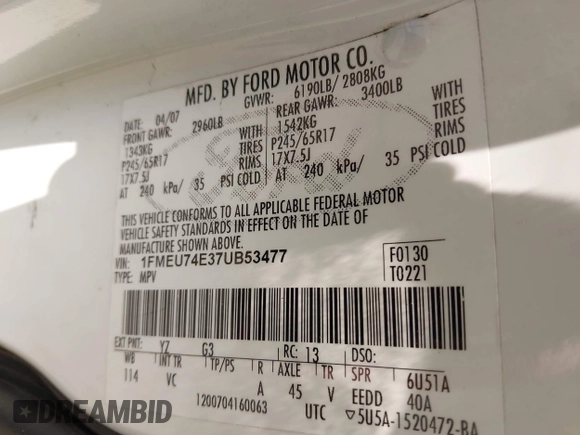 MFD. BY FORD MOTOR CO.
DATE: 04/07 GVWR: 6190LB/ 2808KG
FRONT GAWR: 2960LB REAR GAWR: 3400LB
1343KG WITH 1542KG WITH
P245/65R17 TIRES P245/65R17 TIRES
17X7.5J RIMS 17X7.5J RIMS
AT 240 kPa/ 35 PSI COLD AT 240 kPa/ 35 PSI COLD
THIS VEHICLE CONFORMS TO ALL APPLICABLE FEDERAL MOTOR
VEHICLE SAFETY STANDARDS IN EFFECT ON THE DATE OF
MANUFACTURE SHOWN ABOVE.
VIN: 1FMEU74E37UB53477 F0130
TYPE: MPV T0221
EXT PNT: YZ G3 RC: 13 DSO:
WB INT TR TP/PS R AXLE TR SPR 6U51A
114 VC A 45 V EEDD 40A
1200704160063 UTC ▽5U5A-1520472-BA
Ford
DREAMBID